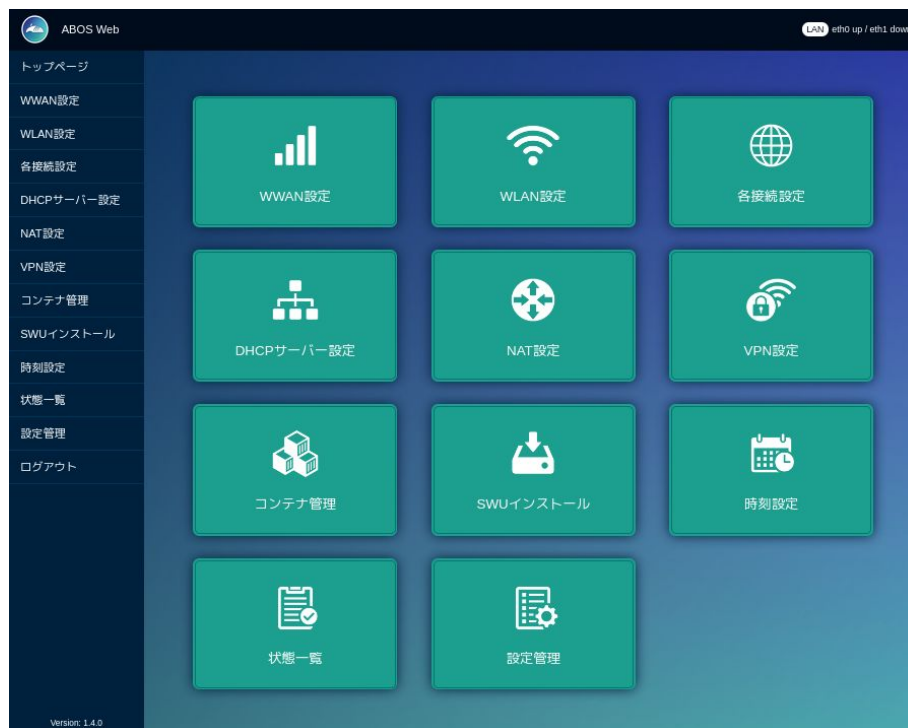 ABOS Web
LAN eth0 up / eth1 down
トップページ
WWAN設定
WLAN設定
各接続設定
DHCPサーバー設定
NAT設定
VPN設定
コンテナ管理
SWUインストール
時刻設定
状態一覧
設定管理
ログアウト
Version: 1.4.0
WWAN設定
WLAN設定
各接続設定
DHCPサーバー設定
NAT設定
VPN設定
コンテナ管理
SWUインストール
時刻設定
状態一覧
設定管理